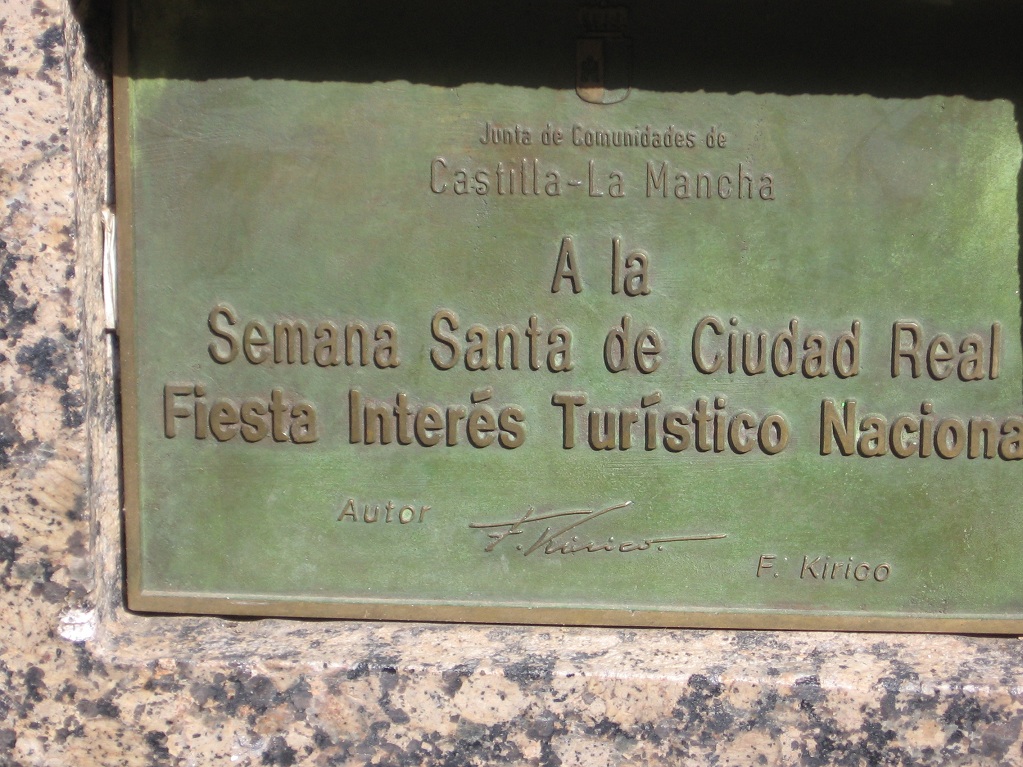 Junta de Comunidades de
Castilla-La Mancha
A la
Semana Santa de Ciudad Real
Fiesta Interés Turístico Naciona
Autor F. Kirico.
F. Kirico